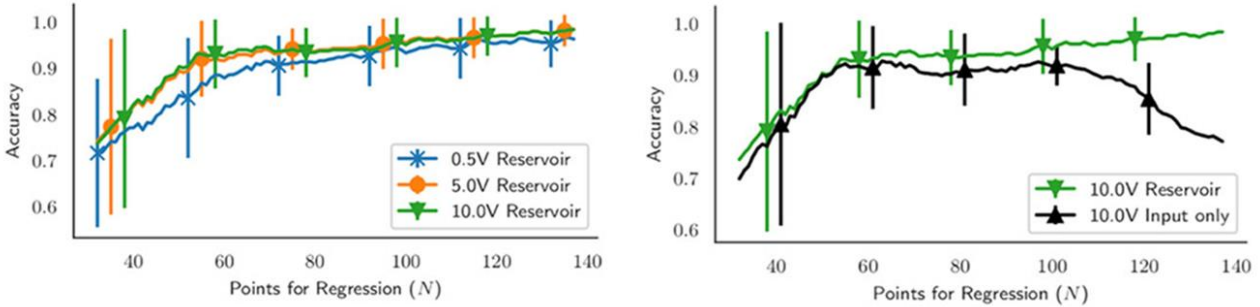 1.0
0.9
0.8
0.7
0.6
Accuracy
40
60
80
100
120
140
Points for Regression (N)
0.5V Reservoir
5.0V Reservoir
10.0V Reservoir
1.0
0.9
0.8
0.7
0.6
Accuracy
40
60
80
100
120
140
Points for Regression (N)
10.0V Reservoir
10.0V Input only